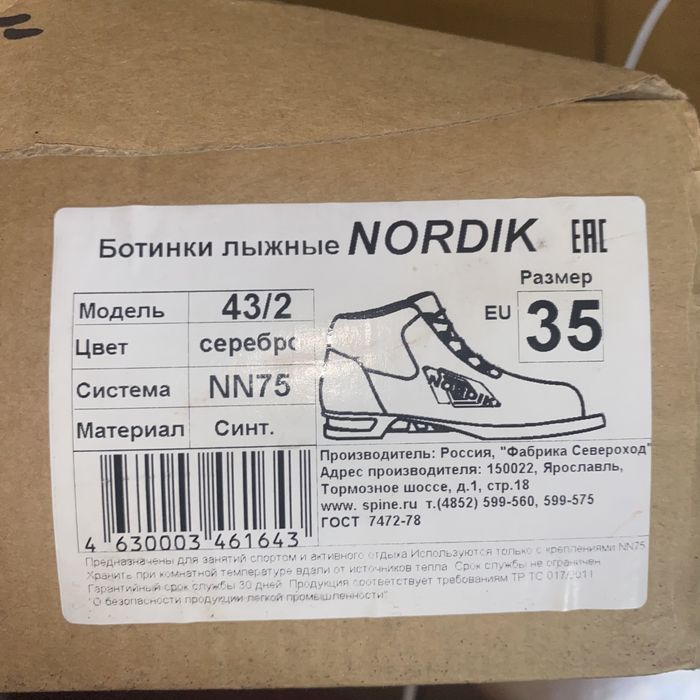 Ботинки лыжные NORDIK EAC
Размер
EU 35
Модель 43/2
Цвет серебро
Система NN75
Материал Синт.
NORDIK
Производитель: Россия, "Фабрика Североход"
Адрес производителя: 150022, Ярославль,
Тормозное шоссе, д.1, стр.18
www. spine.ru т.(4852) 599-560, 599-575
ГОСТ 7472-78
4 630003 461643
Предназначены для занятий спортом и активного отдыха Используются только с креплениями NN75
Хранить при комнатной температуре вдали от источников тепла. Срок службы не ограничен
Гарантийный срок службы 30 дней. Продукция соответствует требованиям ТР ТС 017/2011
"О безопасности продукции легкой промышленности"